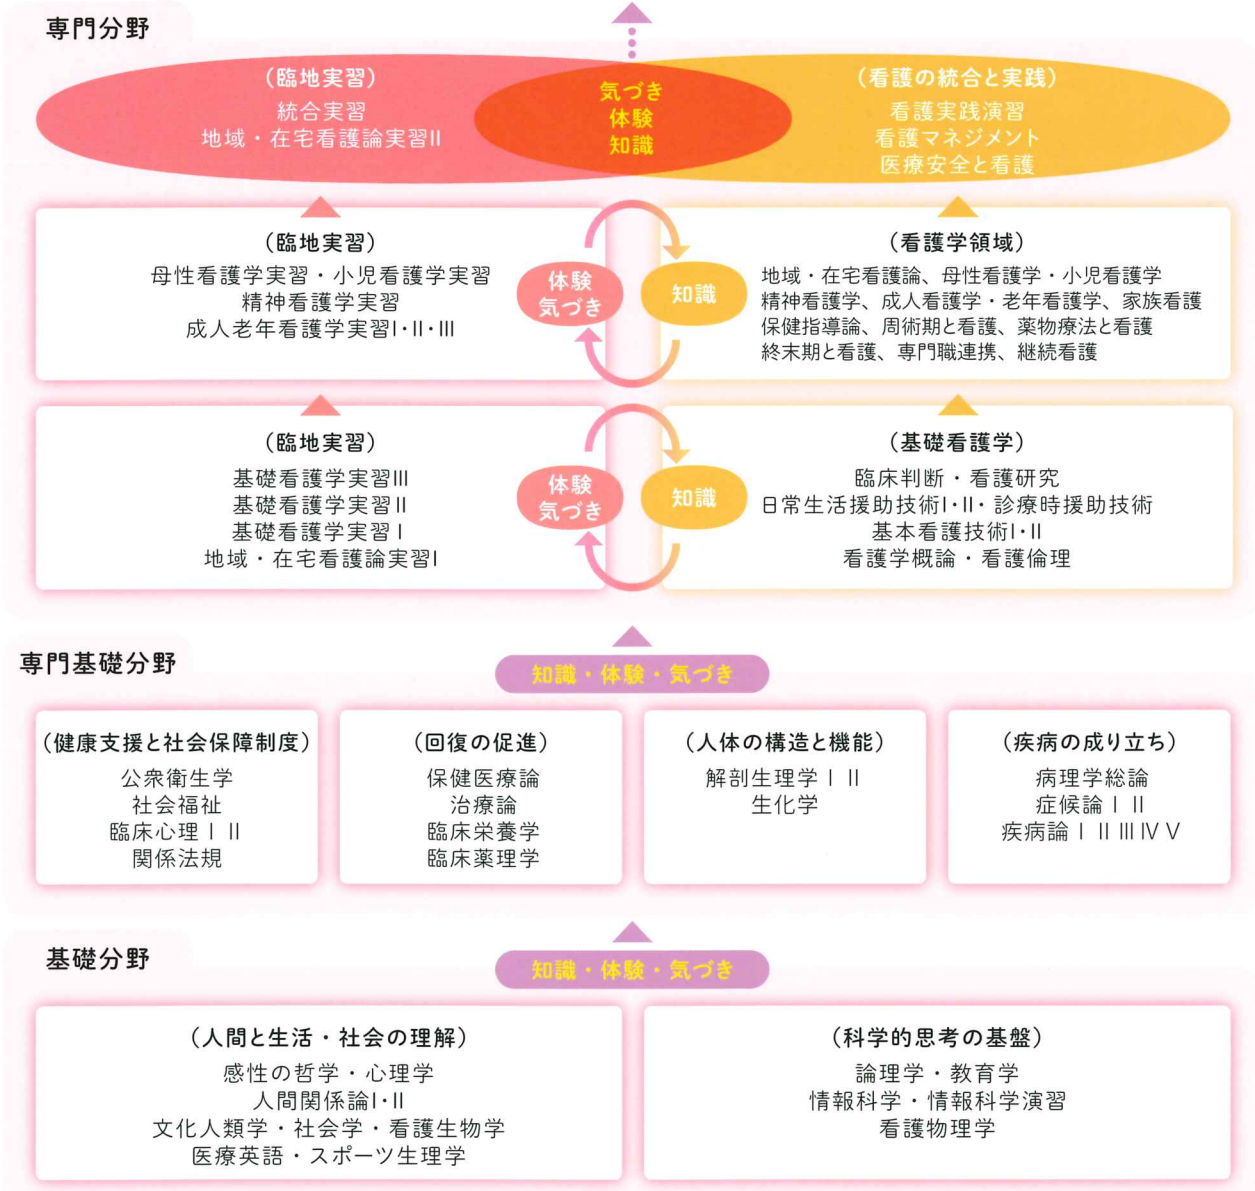 専門分野
(臨地実習)
統合実習
地域・在宅看護論実習II
気づき
体験
知識
(看護の統合と実践)
看護実践演習
看護マネジメント
医療安全と看護
(臨地実習)
母性看護学実習・小児看護学実習
精神看護学実習
成人老年看護学実習I・II・III
体験
気づき
知識
(看護学領域)
地域・在宅看護論、母性看護学・小児看護学
精神看護学、成人看護学・老年看護学、家族看護
保健指導論、周術期と看護、薬物療法と看護
終末期と看護、専門職連携、継続看護
(臨地実習)
基礎看護学実習III
基礎看護学実習II
基礎看護学実習 I
地域・在宅看護論実習I
体験
気づき
知識
(基礎看護学)
臨床判断・看護研究
日常生活援助技術I・II・診療時援助技術
基本看護技術I・II
看護学概論・看護倫理
専門基礎分野
知識・体験・気づき
(健康支援と社会保障制度)
公衆衛生学
社会福祉
臨床心理 I II
関係法規
(回復の促進)
保健医療論
治療論
臨床栄養学
臨床薬理学
(人体の構造と機能)
解剖生理学 I II
生化学
(疾病の成り立ち)
病理学総論
症候論 I II
疾病論 I II III IV V
基礎分野
知識・体験・気づき
(人間と生活・社会の理解)
感性の哲学・心理学
人間関係論I・II
文化人類学・社会学・看護生物学
医療英語・スポーツ生理学
(科学的思考の基盤)
論理学・教育学
情報科学・情報科学演習
看護物理学